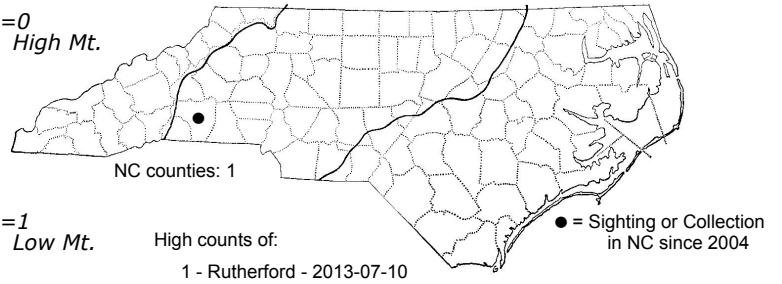 =0
High Mt.
NC counties: 1
=1
Low Mt.
High counts of:
1 - Rutherford - 2013-07-10
● = Sighting or Collection
in NC since 2004